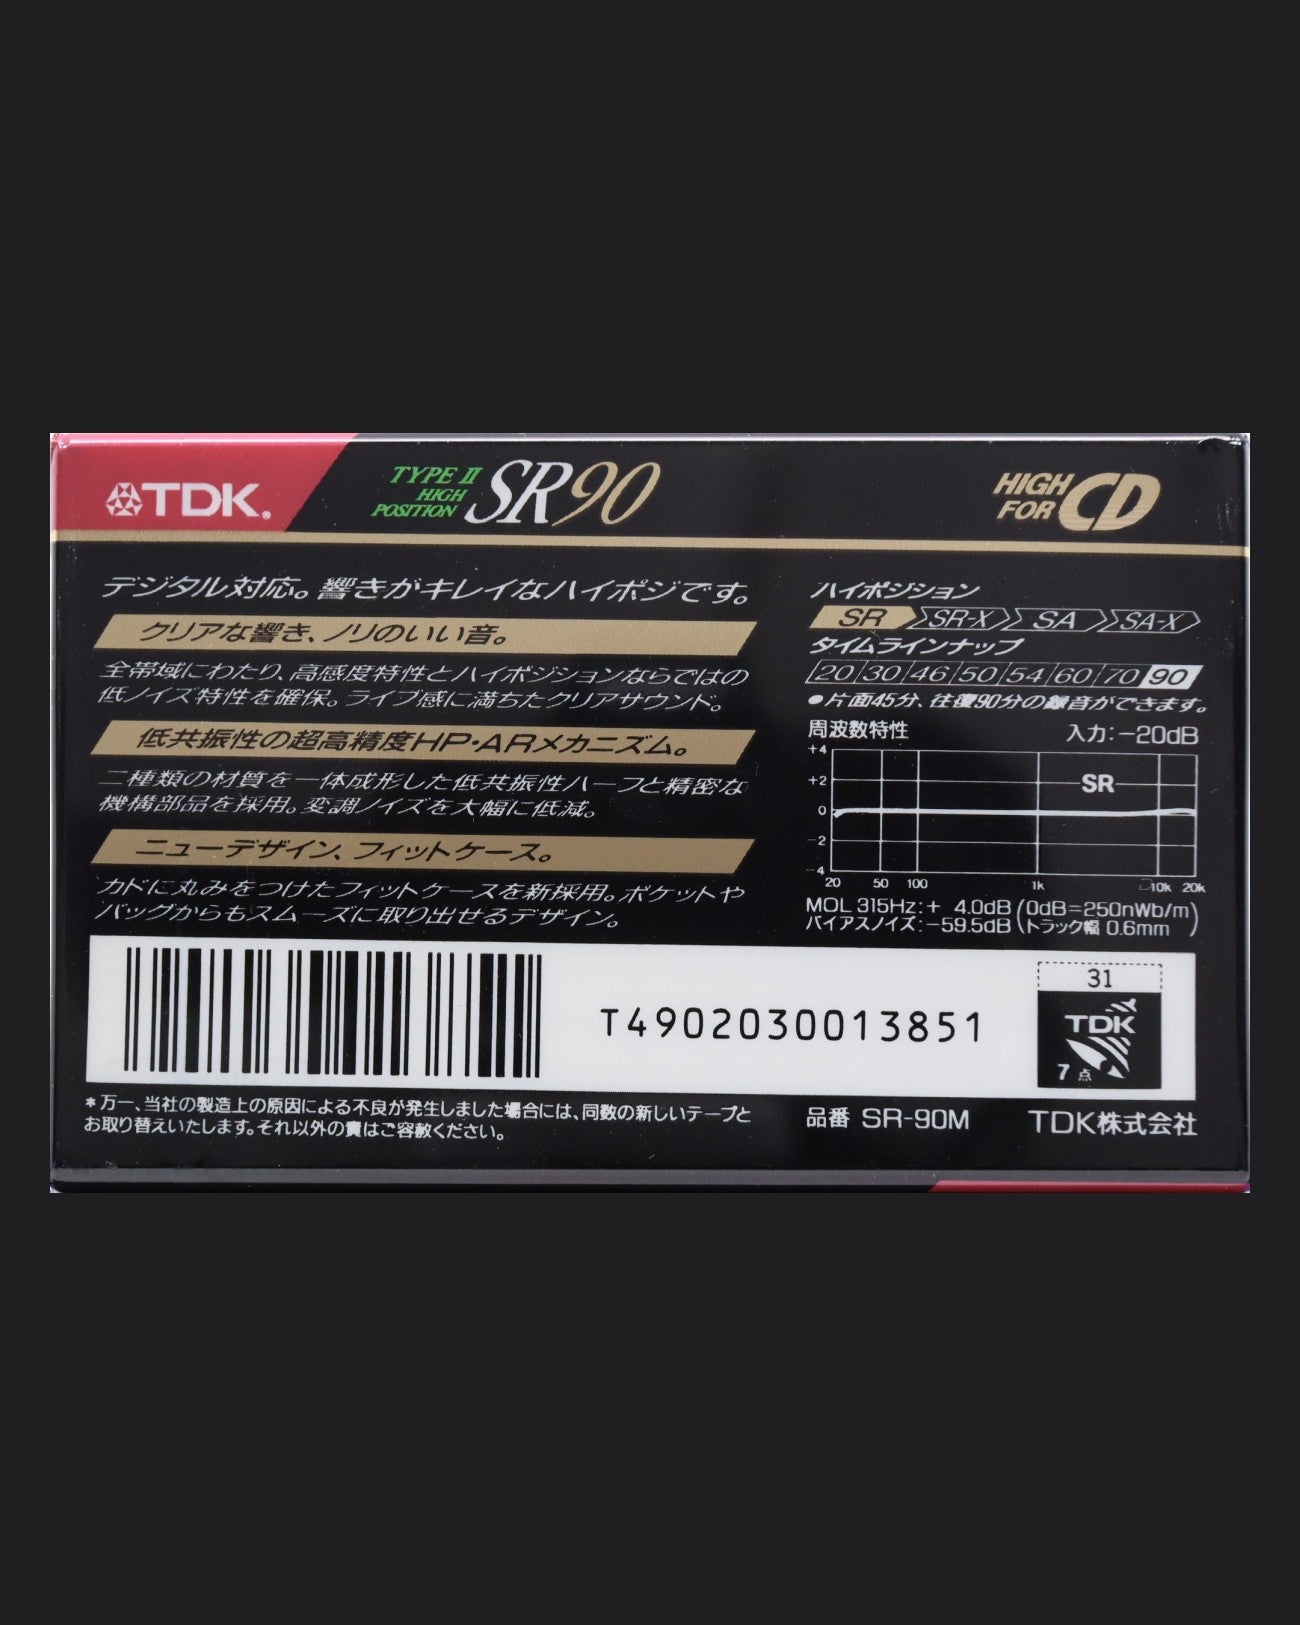 TDK.
TYPE II
HIGH
POSITION
SR90
HIGH
FOR CD
デジタル対応。響きがキレイなハイポジです。
クリアな響き、ノリのいい音。
全帯域にわたり、高感度特性とハイポジションならではの
低ノイズ特性を確保。ライブ感に満ちたクリアサウンド。
低共振性の超高精度HP・ARメカニズム。
二種類の材質を一体成形した低共振性ハーフと精密な
機構部品を採用。変調ノイズを大幅に低減。
ニューデザイン、フィットケース。
カドに丸みをつけたフィットケースを新採用。ポケットや
バッグからもスムーズに取り出せるデザイン。
ハイポジション
SR SR-X SA SA-X
タイムラインナップ
20 30 46 50 54 60 70 90
●片面45分、往復90分の録音ができます。
周波数特性 入力:−20dB
+4
+2
0
−2
−4
SR
20 50 100 1k 10k 20k
MOL 315Hz:+ 4.0dB (0dB=250nWb/m)
バイアスノイズ:−59.5dB (トラック幅 0.6mm)
T4902030013851
31
TDK
7点
*万一、当社の製造上の原因による不良が発生しました場合には、同数の新しいテープと
お取り替えいたします。それ以外の責はご容赦ください。
品番 SR-90M
TDK株式会社